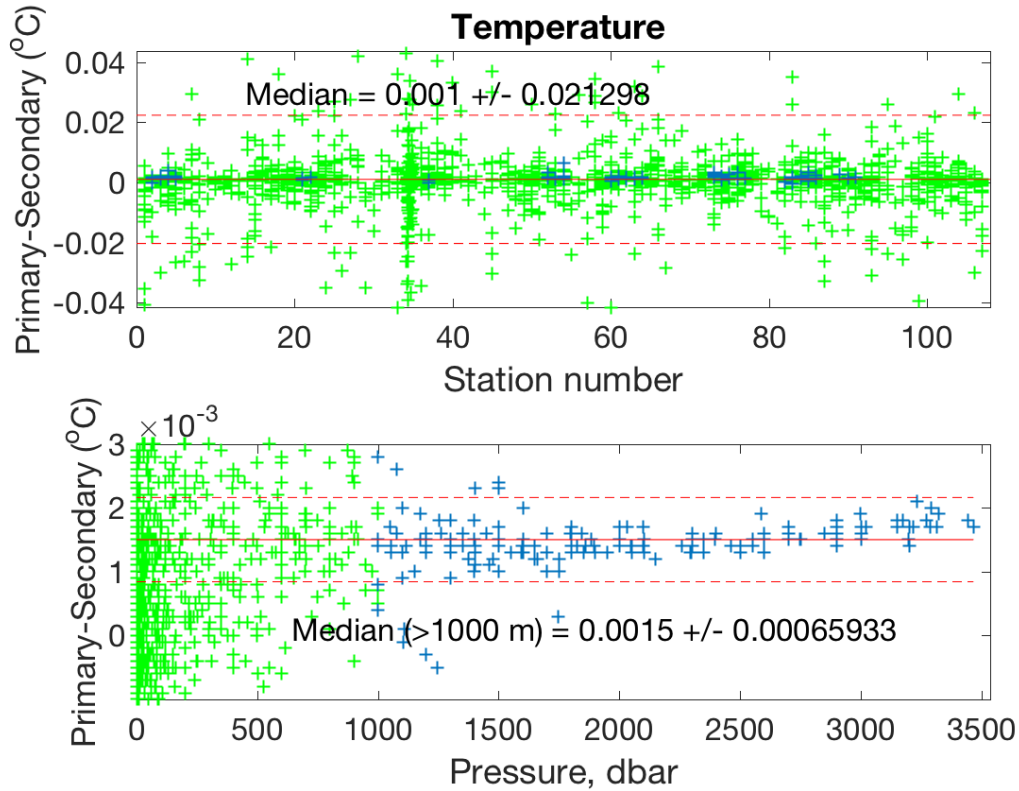 Temperature
Primary-Secondary (°C)
0.04
0.02
0
-0.02
-0.04
Median = 0.001 +/- 0.021298
0 20 40 60 80 100
Station number
Primary-Secondary (°C)
×10-3
3
2
1
0
Median (>1000 m) = 0.0015 +/- 0.00065933
0 500 1000 1500 2000 2500 3000 3500
Pressure, dbar